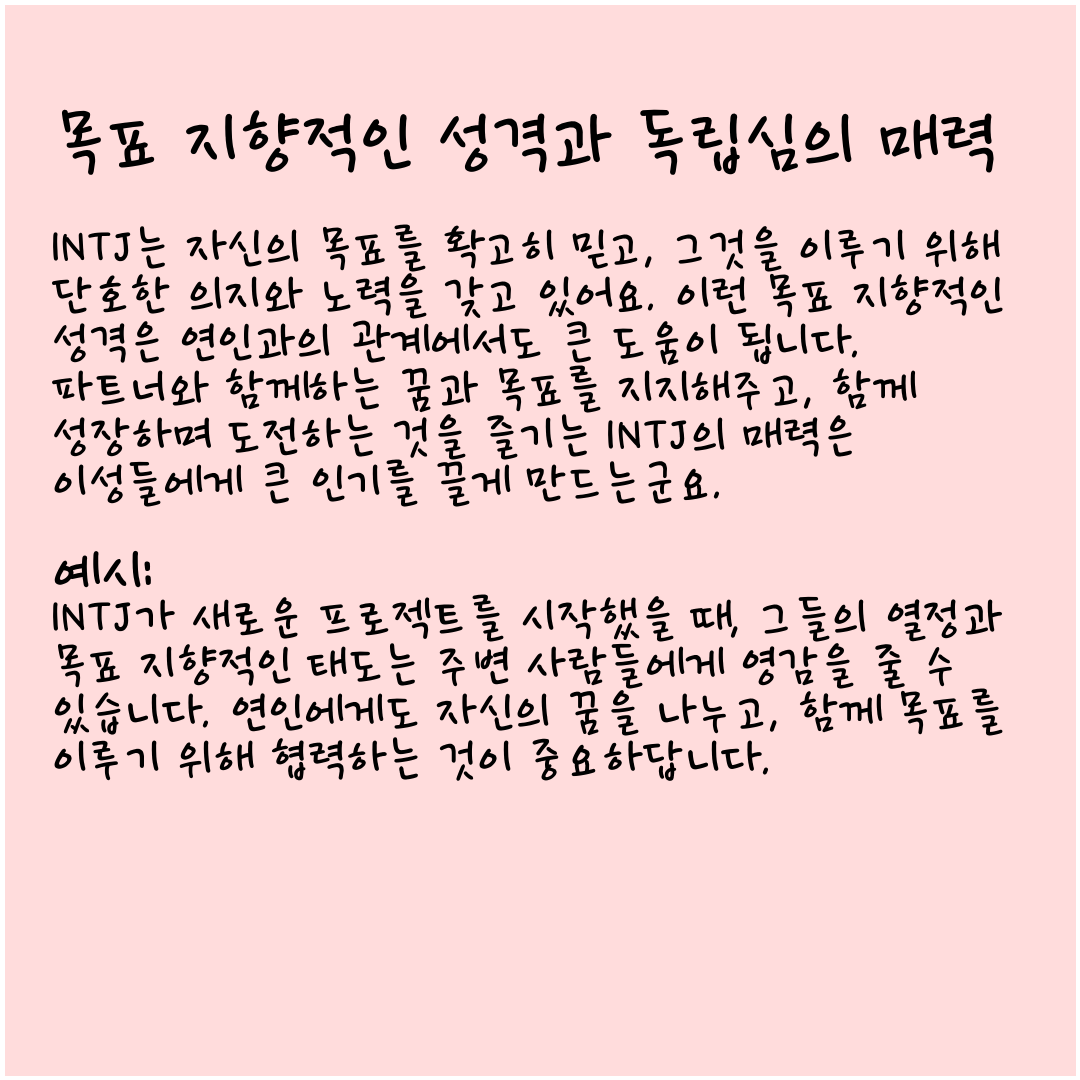 목표 지향적인 성격과 독립심의 매력
INTJ는 자신의 목표를 확고히 믿고, 그것을 이루기 위해
단호한 의지와 노력을 갖고 있어요. 이런 목표 지향적인
성격은 연인과의 관계에서도 큰 도움이 됩니다.
파트너와 함께하는 꿈과 목표를 지지해주고, 함께
성장하며 도전하는 것을 즐기는 INTJ의 매력은
이성들에게 큰 인기를 끌게 만드는군요.
예시:
INTJ가 새로운 프로젝트를 시작했을 때, 그들의 열정과
목표 지향적인 태도는 주변 사람들에게 영감을 줄 수
있습니다. 연인에게도 자신의 꿈을 나누고, 함께 목표를
이루기 위해 협력하는 것이 중요하답니다.